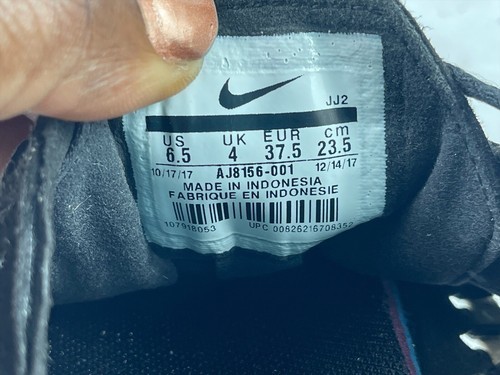 JJ2
US UK EUR cm
6.5 4 37.5 23.5
10/17/17 AJ8156-001 12/14/17
MADE IN INDONESIA
FABRIQUE EN INDONESIE
107918053 UPC 00826216708352